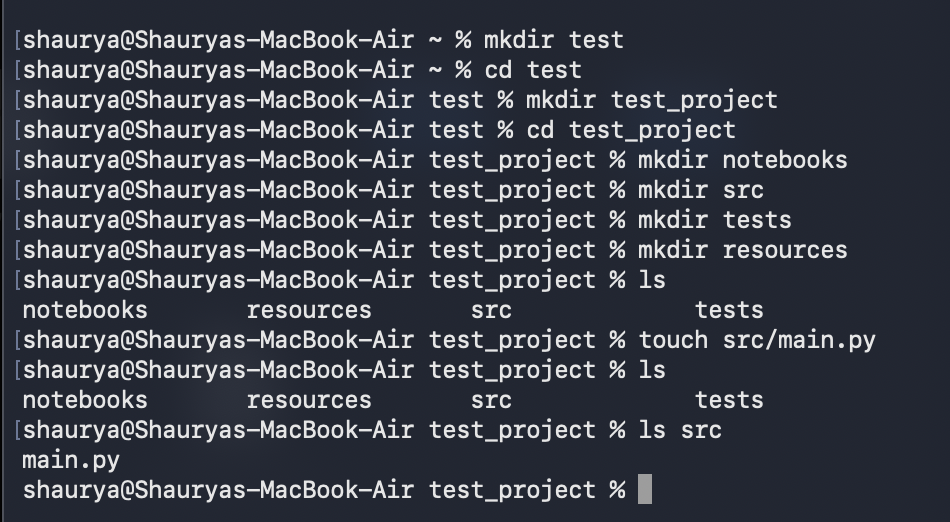 [shaurya@Shauryas-MacBook-Air ~ % mkdir test
[shaurya@Shauryas-MacBook-Air ~ % cd test
[shaurya@Shauryas-MacBook-Air test % mkdir test_project
[shaurya@Shauryas-MacBook-Air test % cd test_project
[shaurya@Shauryas-MacBook-Air test_project % mkdir notebooks
[shaurya@Shauryas-MacBook-Air test_project % mkdir src
[shaurya@Shauryas-MacBook-Air test_project % mkdir tests
[shaurya@Shauryas-MacBook-Air test_project % mkdir resources
[shaurya@Shauryas-MacBook-Air test_project % ls
notebooks resources src tests
[shaurya@Shauryas-MacBook-Air test_project % touch src/main.py
[shaurya@Shauryas-MacBook-Air test_project % ls
notebooks resources src tests
[shaurya@Shauryas-MacBook-Air test_project % ls src
main.py
shaurya@Shauryas-MacBook-Air test_project %